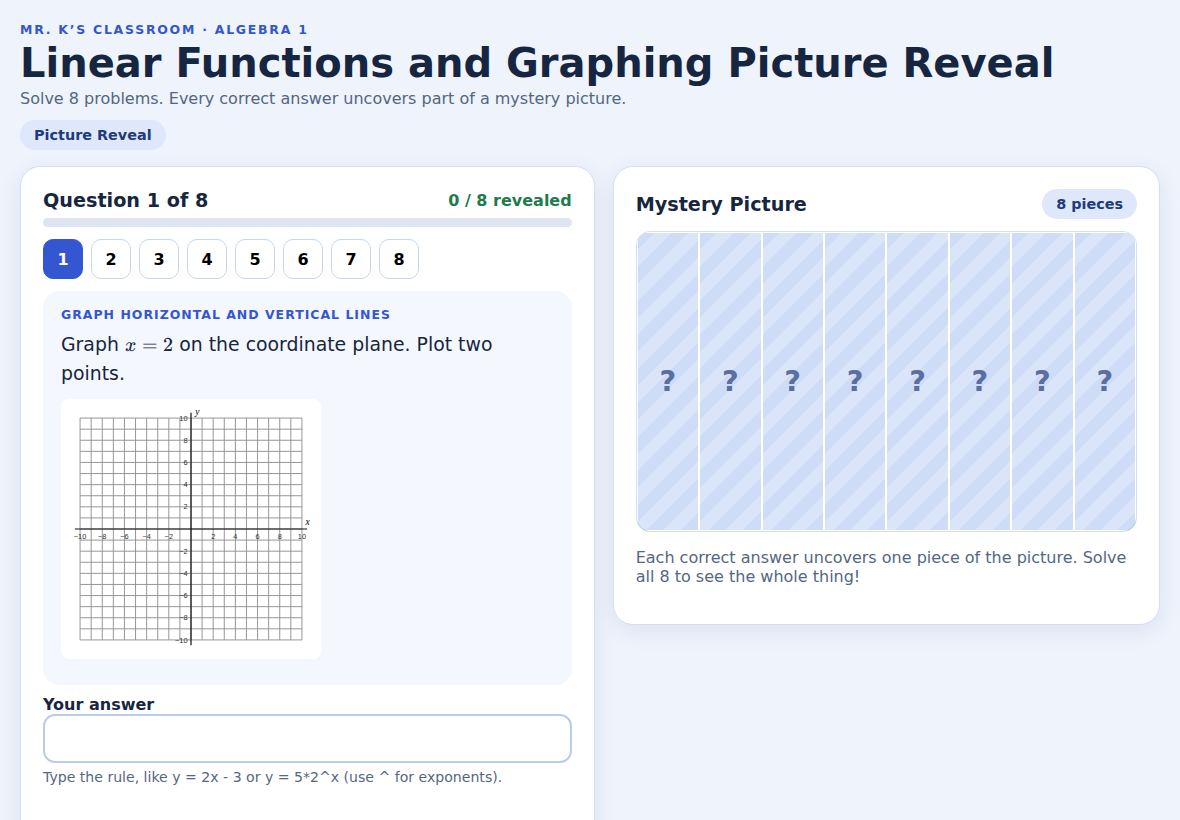 MR. K'S CLASSROOM · ALGEBRA 1
Linear Functions and Graphing Picture Reveal
Solve 8 problems. Every correct answer uncovers part of a mystery picture.
Picture Reveal
Question 1 of 8
0 / 8 revealed
1 2 3 4 5 6 7 8
GRAPH HORIZONTAL AND VERTICAL LINES
Graph x = 2 on the coordinate plane. Plot two
points.
y
10
8
6
4
2
x
−10 −8 −6 −4 −2 2 4 6 8 10
−2
−4
−6
−8
−10
Your answer
Type the rule, like y = 2x - 3 or y = 5*2^x (use ^ for exponents).
Mystery Picture
8 pieces
? ? ? ? ? ? ? ?
Each correct answer uncovers one piece of the picture. Solve
all 8 to see the whole thing!